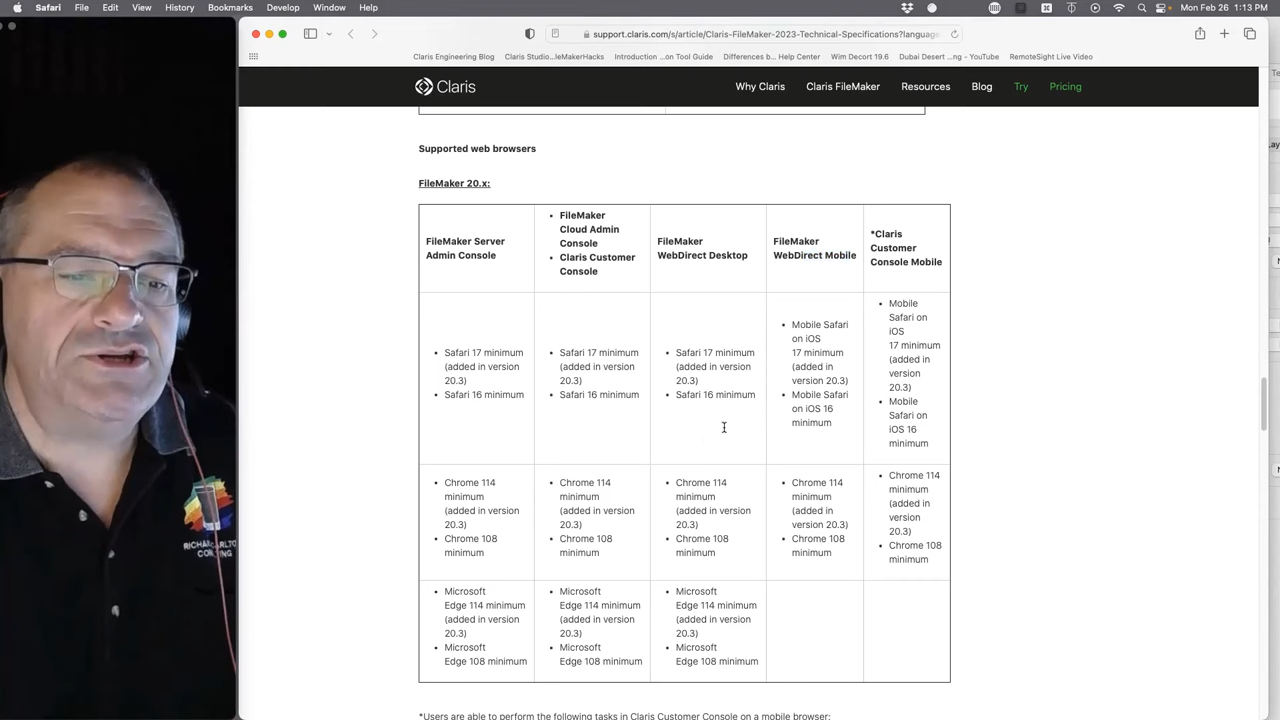 Safari File Edit View History Bookmarks Develop Window Help
Mon Feb 26 1:13 PM
support.claris.com/s/article/Claris-FileMaker-2023-Technical-Specifications?language
Claris Engineering Blog Claris Studio...leMakerHacks Introduction ...on Tool Guide Differences b... Help Center Wim Decort 19.6 Dubai Desert ...ng - YouTube RemoteSight Live Video
Claris
Why Claris Claris FileMaker Resources Blog Try Pricing
Supported web browsers
FileMaker 20.x:
FileMaker Server
Admin Console
• FileMaker
Cloud Admin
Console
• Claris Customer
Console
FileMaker
WebDirect Desktop
FileMaker
WebDirect Mobile
*Claris
Customer
Console Mobile
• Safari 17 minimum
(added in version
20.3)
• Safari 16 minimum
• Safari 17 minimum
(added in version
20.3)
• Safari 16 minimum
• Safari 17 minimum
(added in version
20.3)
• Safari 16 minimum
• Mobile Safari
on iOS
17 minimum
(added in
version 20.3)
• Mobile Safari
on iOS 16
minimum
• Mobile
Safari on
iOS
17 minimum
(added in
version
20.3)
• Mobile
Safari on
iOS 16
minimum
• Chrome 114
minimum
(added in version
20.3)
• Chrome 108
minimum
• Chrome 114
minimum
(added in version
20.3)
• Chrome 108
minimum
• Chrome 114
minimum
(added in version
20.3)
• Chrome 108
minimum
• Chrome 114
minimum
(added in
version 20.3)
• Chrome 108
minimum
• Chrome 114
minimum
(added in
version
20.3)
• Chrome 108
minimum
• Microsoft
Edge 114 minimum
(added in version
20.3)
• Microsoft
Edge 108 minimum
• Microsoft
Edge 114 minimum
(added in version
20.3)
• Microsoft
Edge 108 minimum
• Microsoft
Edge 114 minimum
(added in version
20.3)
• Microsoft
Edge 108 minimum
*Users are able to perform the following tasks in Claris Customer Console on a mobile browser: